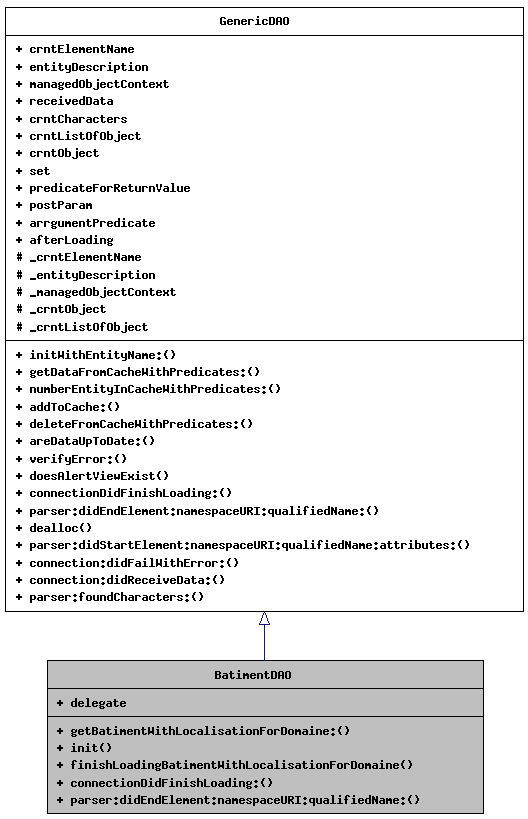 GenericDAO
+ crntElementName
+ entityDescription
+ managedObjectContext
+ receivedData
+ crntCharacters
+ crntListOfObject
+ crntObject
+ set
+ predicateForReturnValue
+ postParam
+ arrgumentPredicate
+ afterLoading
# _crntElementName
# _entityDescription
# _managedObjectContext
# _crntObject
# _crntListOfObject
+ initWithEntityName:()
+ getDataFromCacheWithPredicates:()
+ numberEntityInCacheWithPredicates:()
+ addToCache:()
+ deleteFromCacheWithPredicates:()
+ areDataUpToDate:()
+ verifyError:()
+ doesAlertViewExist()
+ connectionDidFinishLoading:()
+ parser:didEndElement:namespaceURI:qualifiedName:()
+ dealloc()
+ parser:didStartElement:namespaceURI:qualifiedName:attributes:()
+ connection:didFailWithError:()
+ connection:didReceiveData:()
+ parser:foundCharacters:()
BatimentDAO
+ delegate
+ getBatimentWithLocalisationForDomaine:()
+ init()
+ finishLoadingBatimentWithLocalisationForDomaine()
+ connectionDidFinishLoading:()
+ parser:didEndElement:namespaceURI:qualifiedName:()